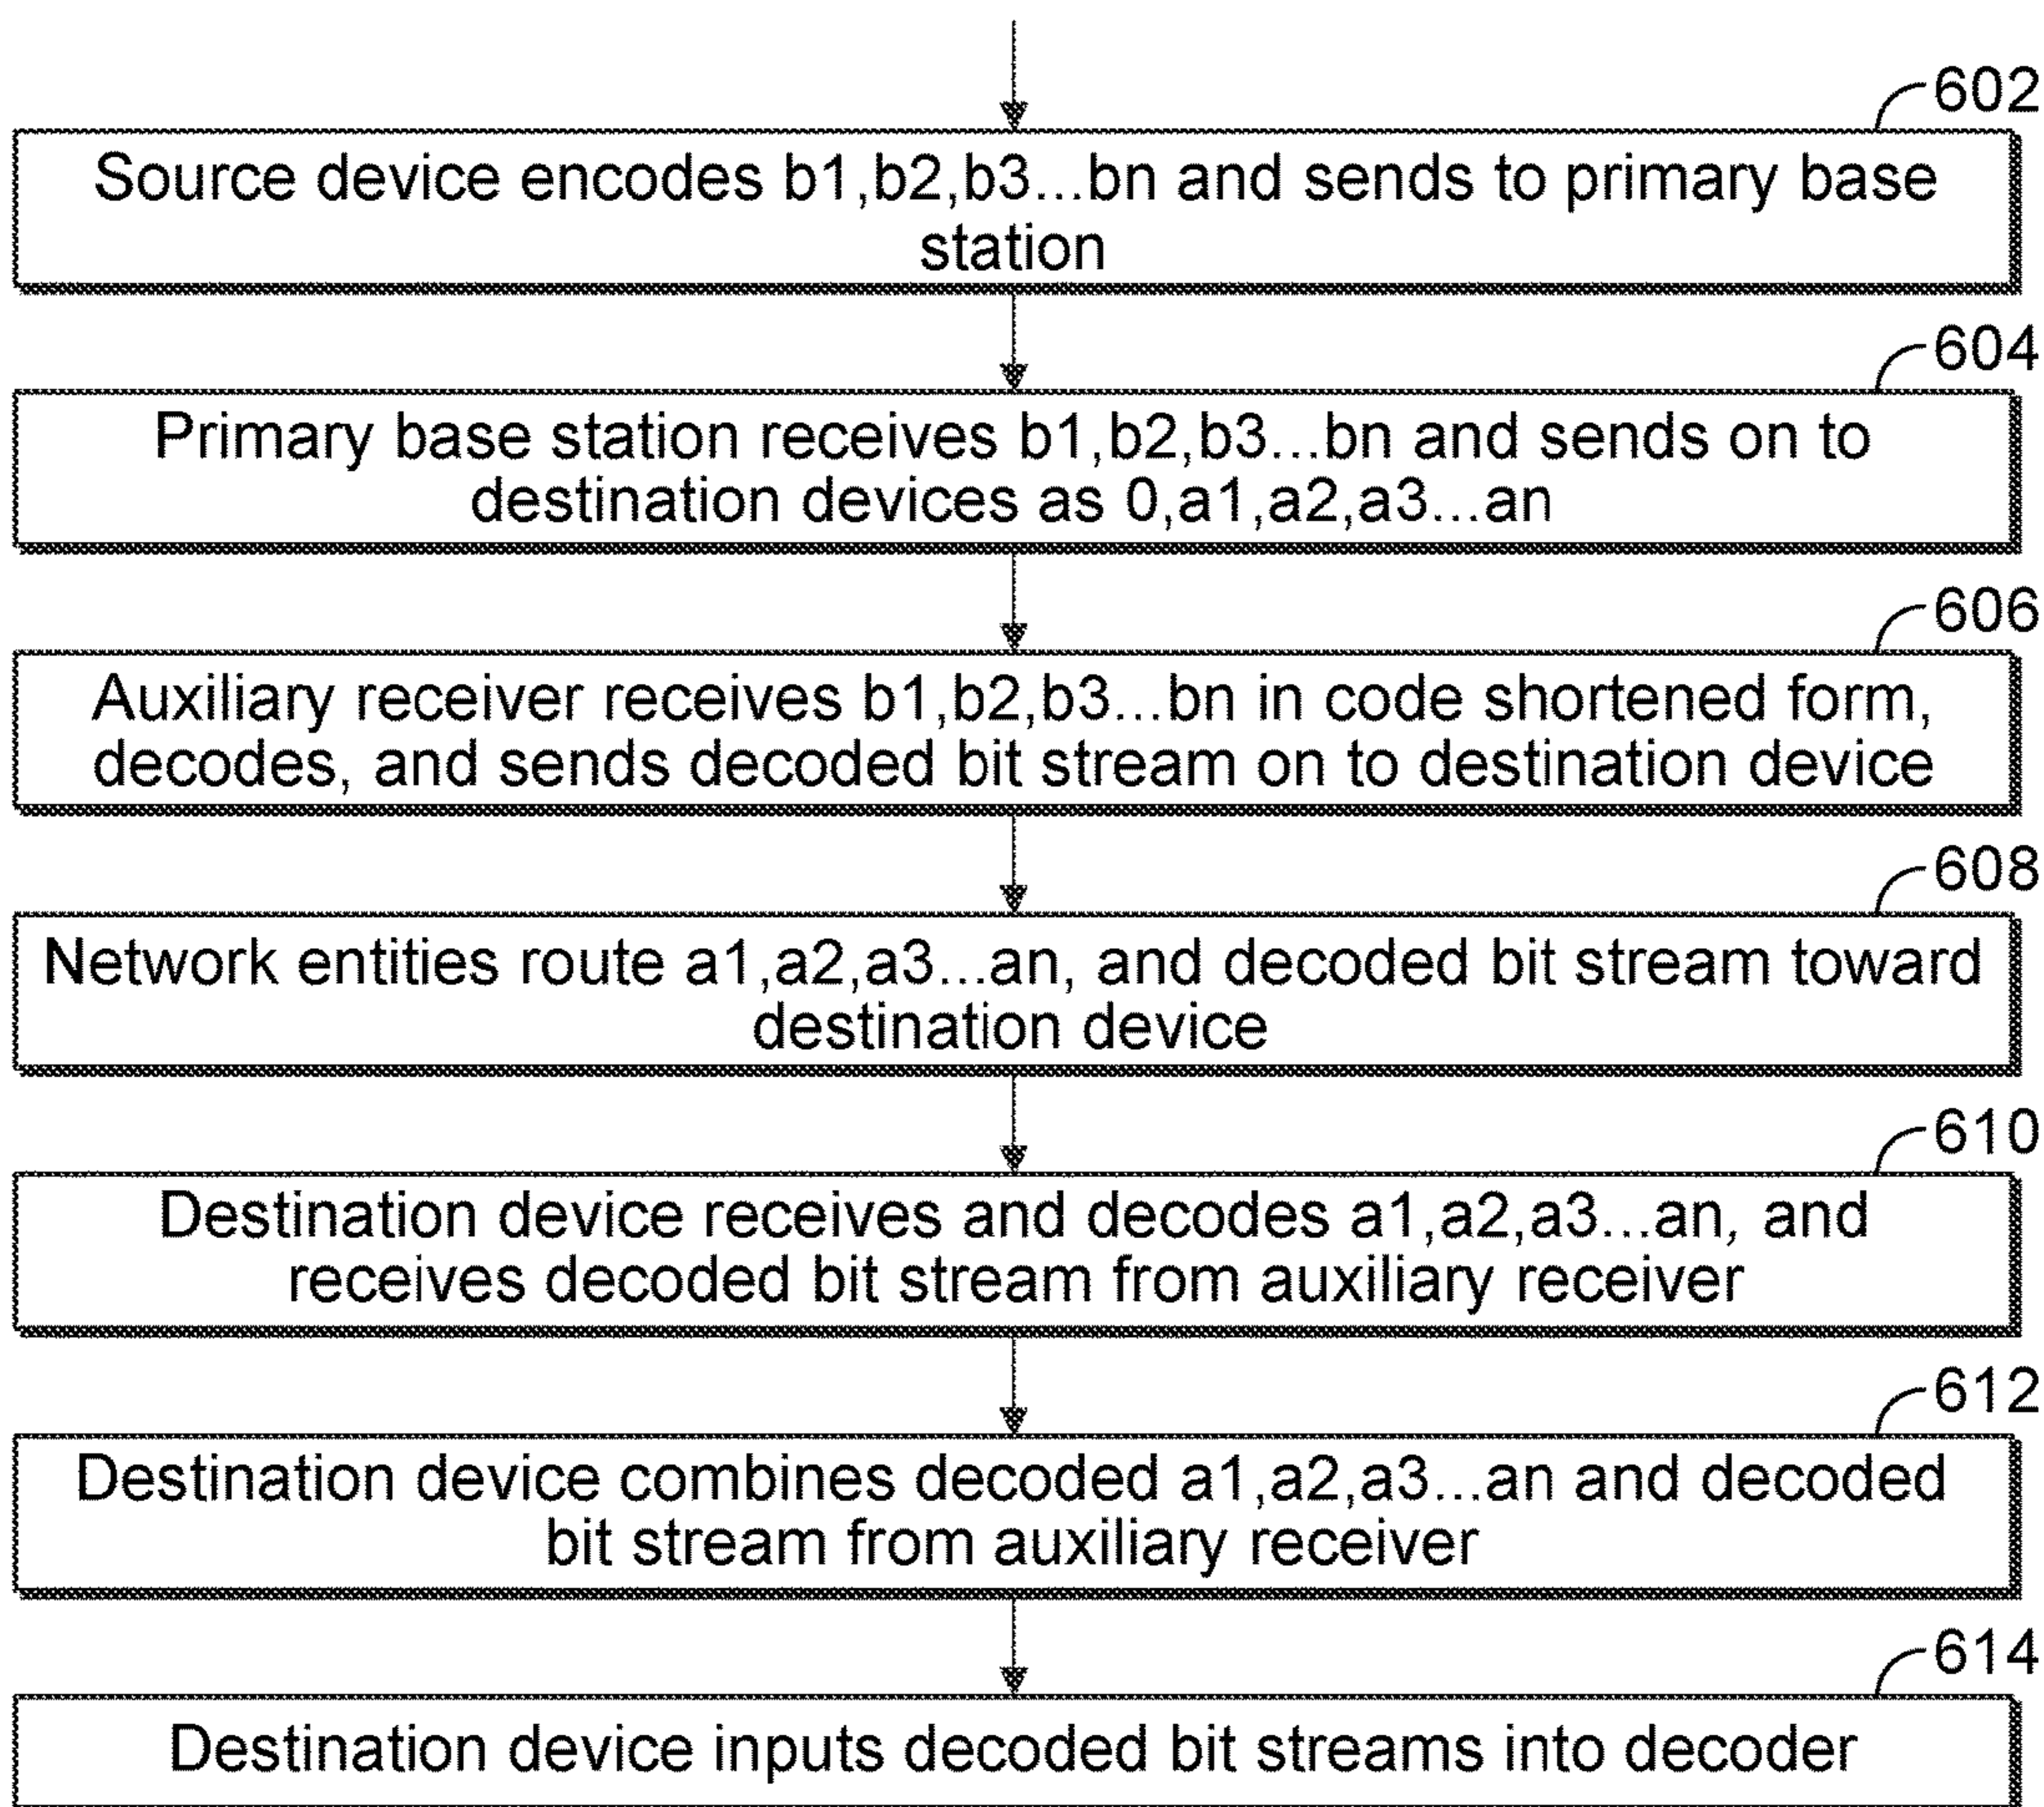 602
Source device encodes b1,b2,b3...bn and sends to primary base
station
604
Primary base station receives b1,b2,b3...bn and sends on to
destination devices as 0,a1,a2,a3...an
606
Auxiliary receiver receives b1,b2,b3...bn in code shortened form,
decodes, and sends decoded bit stream on to destination device
608
Network entities route a1,a2,a3...an, and decoded bit stream toward
destination device
610
Destination device receives and decodes a1,a2,a3...an, and
receives decoded bit stream from auxiliary receiver
612
Destination device combines decoded a1,a2,a3...an and decoded
bit stream from auxiliary receiver
614
Destination device inputs decoded bit streams into decoder